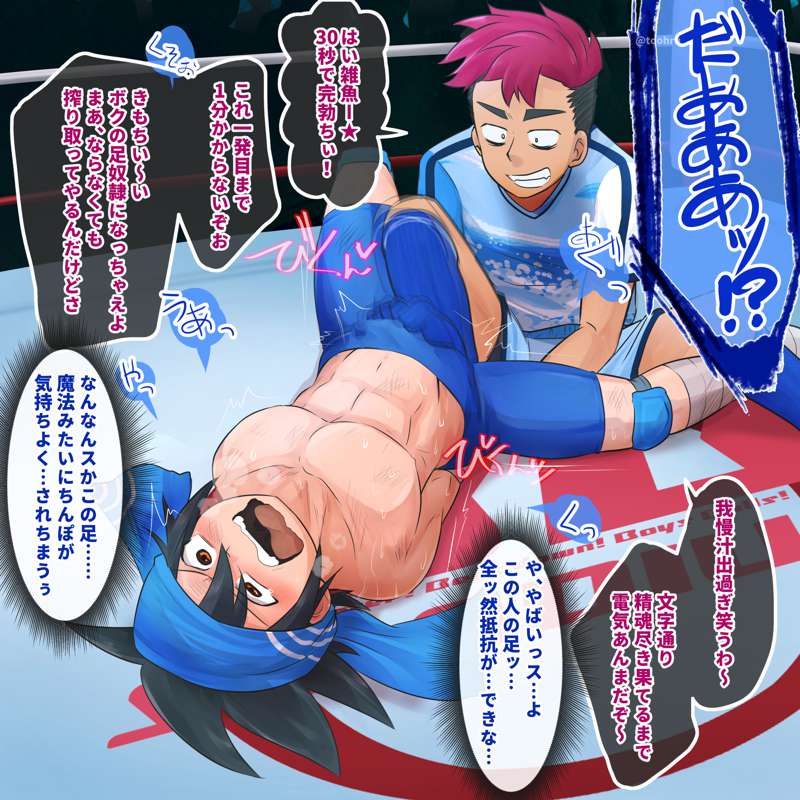 だぁああッ!?
はい雑魚ー★
30秒で完勃ちぃ!
これ一発目まで
1分かからないぞぉ
きもちい〜い
ボクの足奴隷になっちゃえよ
まあ、ならなくても
搾り取ってやるんだけどさ
くそぉぉ
びくんっ
うあっ
やっ
なんなんスかこの足……
魔法みたいにちんぽが
気持ちよく…されちまうぅ
びくんッ
くっ
や、やばいっス…よ
この人の足ッ…
全ッ然抵抗が…できな…
我慢汁出過ぎ笑うわ〜
文字通り
精魂尽き果てるまで
電気あんまだぞ〜